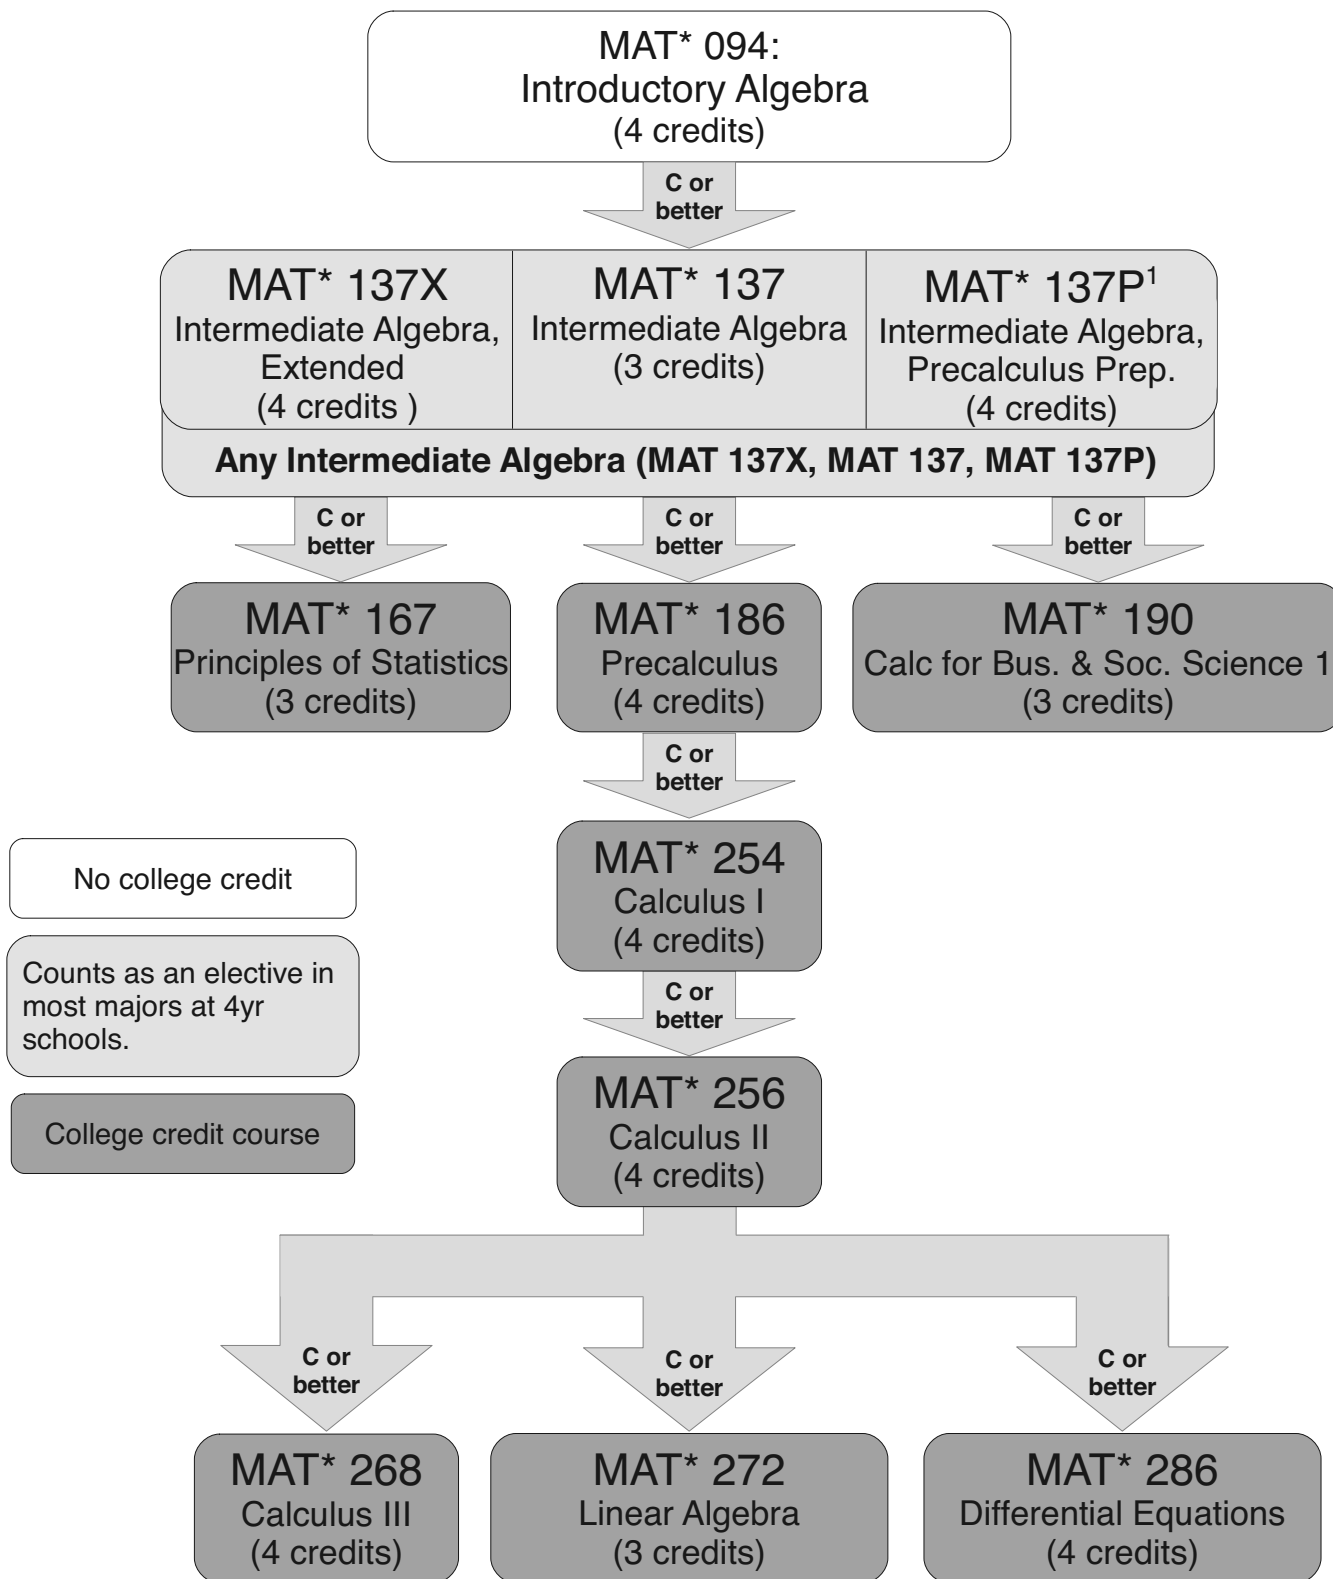 MAT* 094:
Introductory Algebra
(4 credits)
C or
better
MAT* 137X
Intermediate Algebra,
Extended
(4 credits )
MAT* 137
Intermediate Algebra
(3 credits)
MAT* 137P¹
Intermediate Algebra,
Precalculus Prep.
(4 credits)
Any Intermediate Algebra (MAT 137X, MAT 137, MAT 137P)
C or
better
C or
better
C or
better
MAT* 167
Principles of Statistics
(3 credits)
MAT* 186
Precalculus
(4 credits)
MAT* 190
Calc for Bus. & Soc. Science 1
(3 credits)
C or
better
MAT* 254
Calculus I
(4 credits)
No college credit
Counts as an elective in
most majors at 4yr
schools.
College credit course
C or
better
MAT* 256
Calculus II
(4 credits)
C or
better
C or
better
C or
better
MAT* 268
Calculus III
(4 credits)
MAT* 272
Linear Algebra
(3 credits)
MAT* 286
Differential Equations
(4 credits)